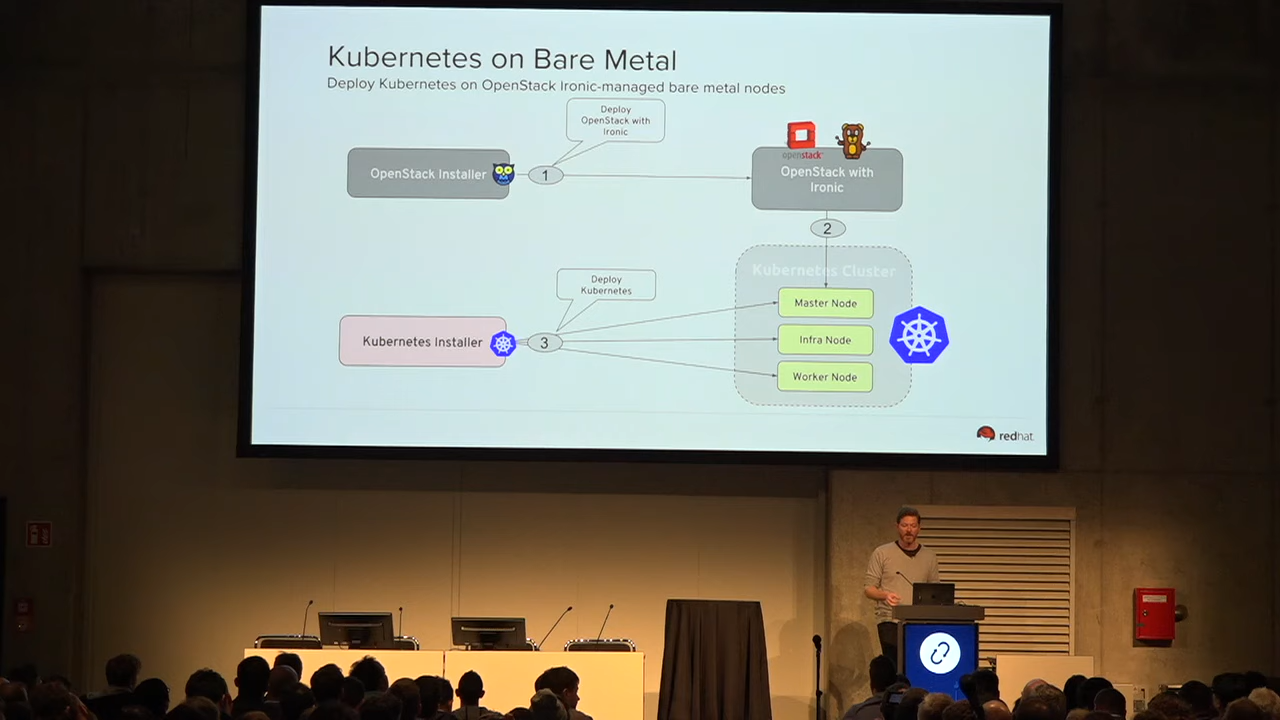 Kubernetes on Bare Metal
Deploy Kubernetes on OpenStack Ironic-managed bare metal nodes
Deploy
OpenStack with
Ironic
OpenStack Installer
1
openstack
OpenStack with
Ironic
2
Kubernetes Cluster
Deploy
Kubernetes
Master Node
Kubernetes Installer
3
Infra Node
Worker Node
redhat